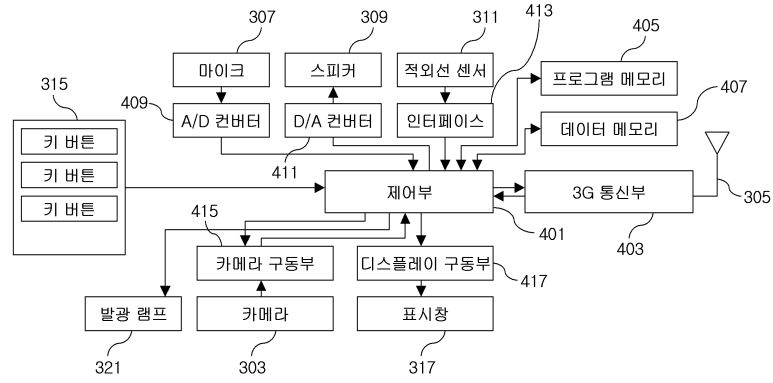 307
309
311
413
405
마이크
스피커
적외선 센서
프로그램 메모리
315
409
407
A/D 컨버터
D/A 컨버터
인터페이스
데이터 메모리
키 버튼
411
키 버튼
제어부
3G 통신부
305
키 버튼
415
401
403
카메라 구동부
디스플레이 구동부
417
발광 램프
카메라
표시창
321
303
317